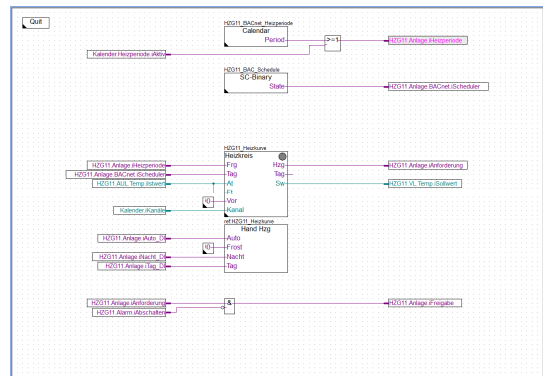 Quit
HZG11_BACnet_Heizperiode
Calendar
Period
>=1
HZG11.Anlage.iHeizperiode
Kalender.Heizperiode.iAktiv
HZG11_BAC_Schedule
SC-Binary
State
HZG11.Anlage.BACnet.iScheduler
HZG11_Heizkurve
Heizkreis
HZG11.Anlage.iHeizperiode Frg Hzg HZG11.Anlage.iAnforderung
HZG11.Anlage.BACnet.iScheduler Tag Tag
HZG11.AUL.Temp.iIstwert At Sw HZG11.VL.Temp.iSollwert
Ft
Vor
Kalender.iKanäle Kanal
ref:HZG11_Heizkurve
Hand Hzg
HZG11.Anlage.iAuto_DI Auto
Frost
HZG11.Anlage.iNacht_DI Nacht
HZG11.Anlage.iTag_DI Tag
HZG11.Anlage.iAnforderung & HZG11.Anlage.iFreigabe
HZG11.Alarm.iAbschalten